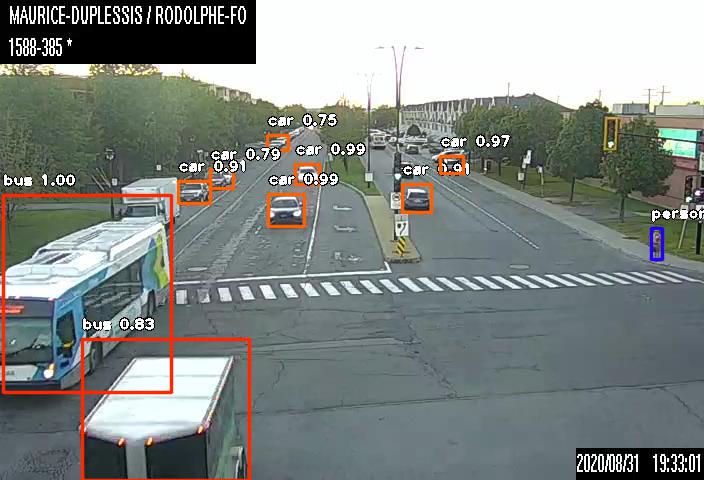 MAURICE-DUPLESSIS / RODOLPHE-FO
1588-385 *
car 0.75
car 0.97
car 0.99
car 0.79
car 0.91
0.91
car 0.99
bus 1.00
person
bus 0.83
2020/08/31 19:33:01